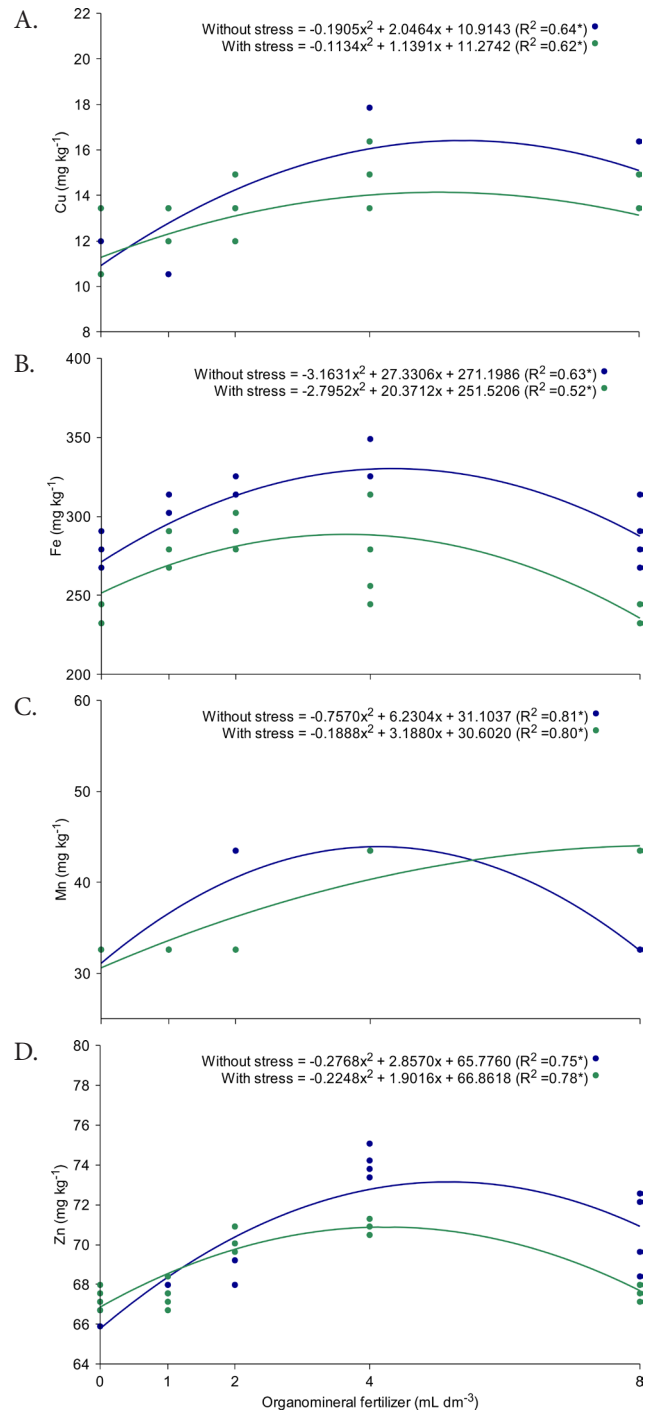 A.
22
Without stress = -0.1905x² + 2.0464x + 10.9143 (R² =0.64*)
With stress = -0.1134x² + 1.1391x + 11.2742 (R² =0.62*)
20
18
16
Cu (mg kg⁻¹)
14
12
10
8
B.
400
Without stress = -3.1631x² + 27.3306x + 271.1986 (R² =0.63*)
With stress = -2.7952x² + 20.3712x + 251.5206 (R² =0.52*)
350
Fe (mg kg⁻¹)
300
250
200
C.
60
Without stress = -0.7570x² + 6.2304x + 31.1037 (R² =0.81*)
With stress = -0.1888x² + 3.1880x + 30.6020 (R² =0.80*)
50
Mn (mg kg⁻¹)
40
30
D.
80
Without stress = -0.2768x² + 2.8570x + 65.7760 (R² =0.75*)
With stress = -0.2248x² + 1.9016x + 66.8618 (R² =0.78*)
78
76
74
Zn (mg kg⁻¹)
72
70
68
66
64
0 1 2 4 8
Organomineral fertilizer (mL dm⁻³)